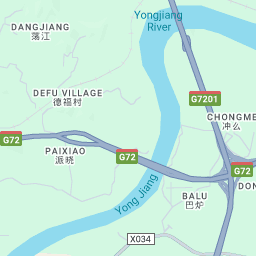 Yongjiang
River
DANGJIANG
落江
DEFU VILLAGE
德福村
G7201
CHONGME
冲么
G72
PAIXIAO
派晓
G72
G72
DON
BALU
巴炉
Yong Jiang
X034